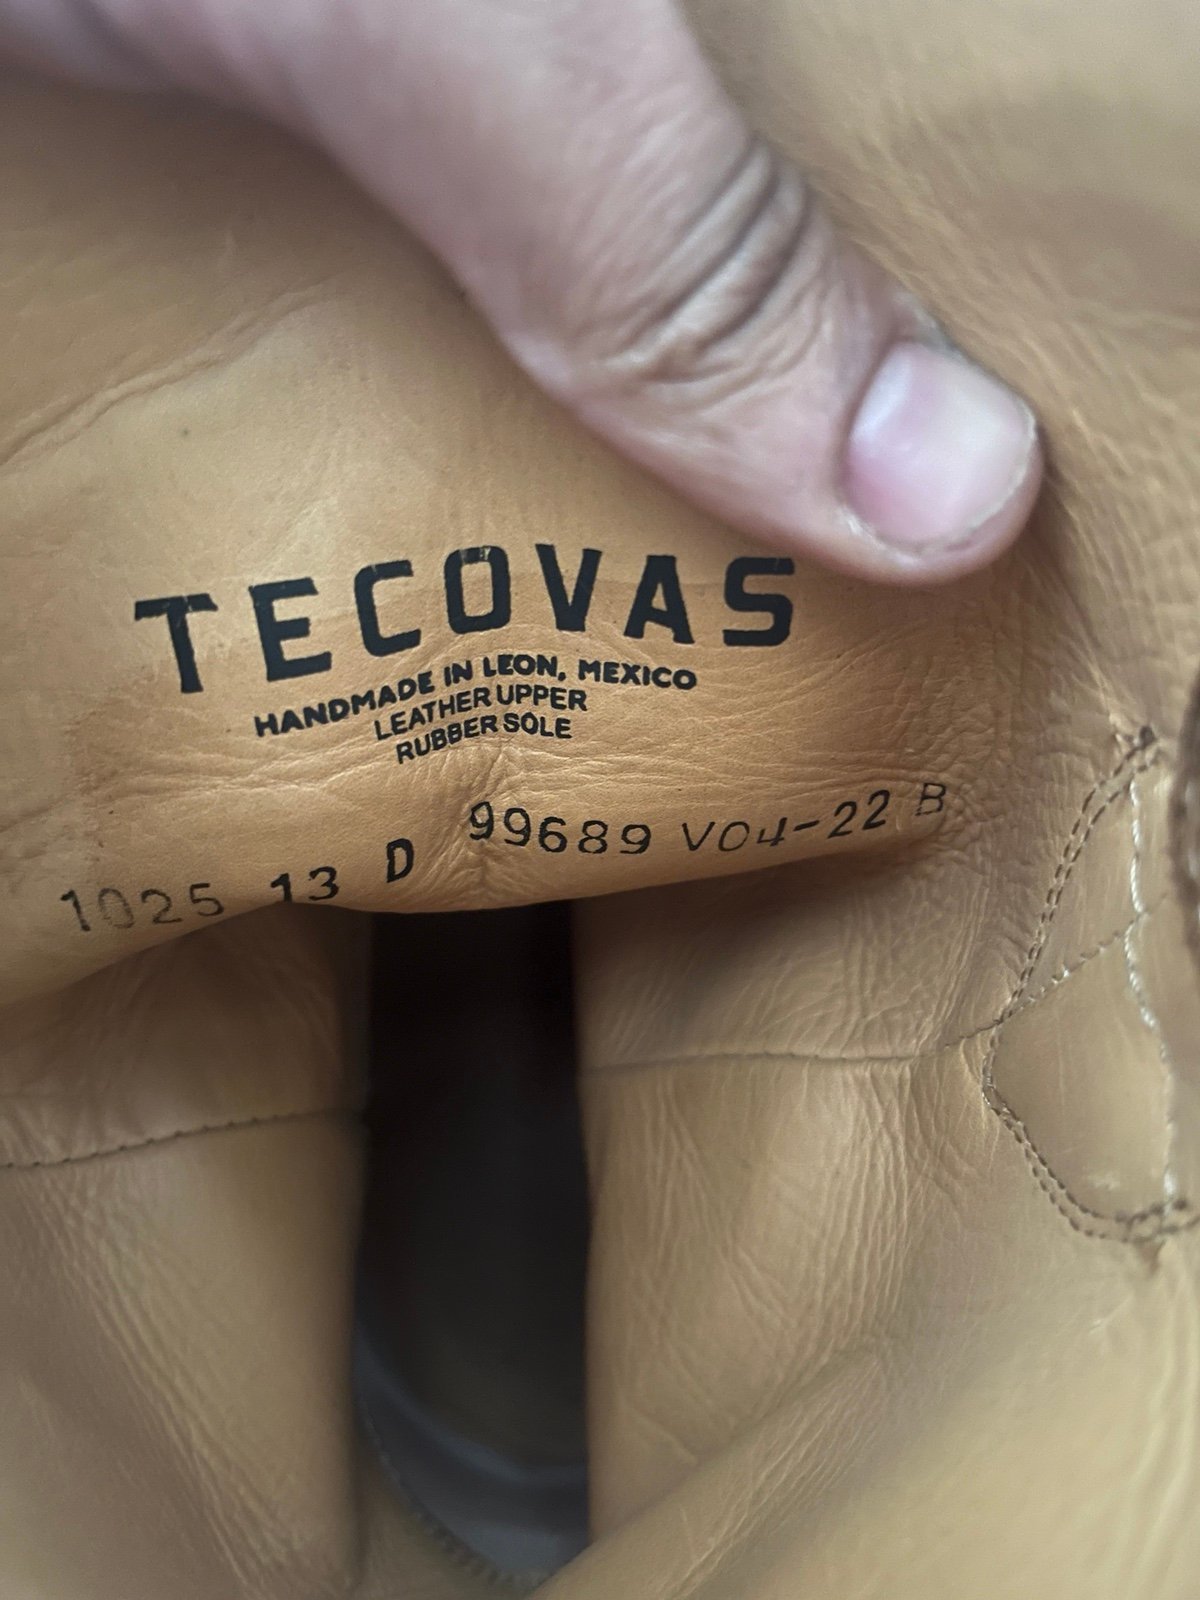 TECOVAS
HANDMADE IN LEON, MEXICO
LEATHER UPPER
RUBBER SOLE
1025 13 D 99689 V04-22 B